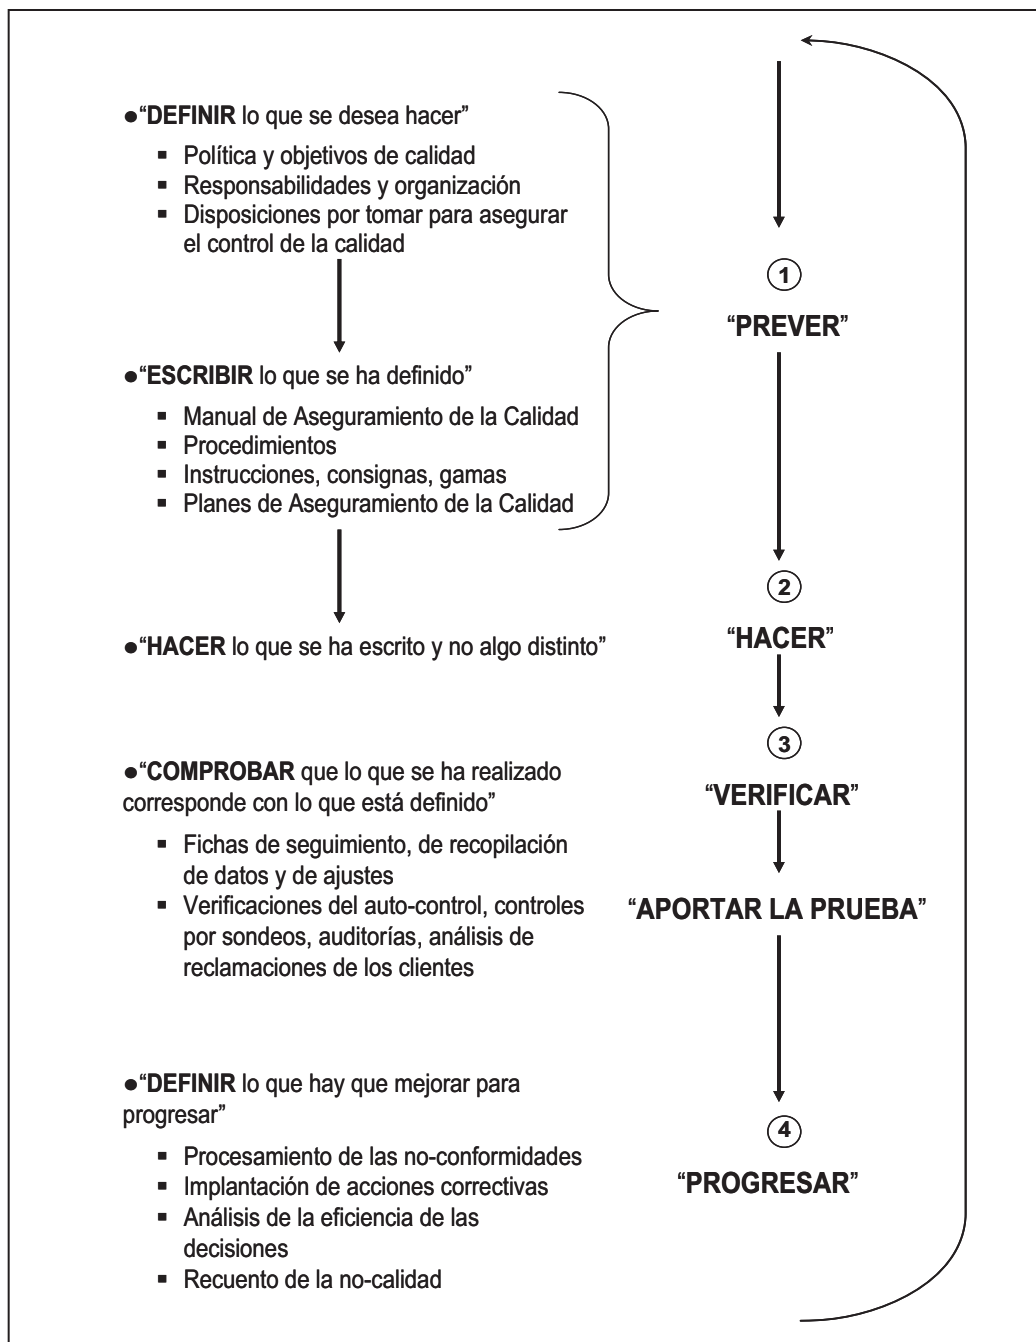 ●“DEFINIR lo que se desea hacer”
▪ Política y objetivos de calidad
▪ Responsabilidades y organización
▪ Disposiciones por tomar para asegurar
el control de la calidad
●“ESCRIBIR lo que se ha definido”
▪ Manual de Aseguramiento de la Calidad
▪ Procedimientos
▪ Instrucciones, consignas, gamas
▪ Planes de Aseguramiento de la Calidad
●“HACER lo que se ha escrito y no algo distinto”
●“COMPROBAR que lo que se ha realizado
corresponde con lo que está definido”
▪ Fichas de seguimiento, de recopilación
de datos y de ajustes
▪ Verificaciones del auto-control, controles
por sondeos, auditorías, análisis de
reclamaciones de los clientes
●“DEFINIR lo que hay que mejorar para
progresar”
▪ Procesamiento de las no-conformidades
▪ Implantación de acciones correctivas
▪ Análisis de la eficiencia de las
decisiones
▪ Recuento de la no-calidad
1
“PREVER”
2
“HACER”
3
“VERIFICAR”
“APORTAR LA PRUEBA”
4
“PROGRESAR”